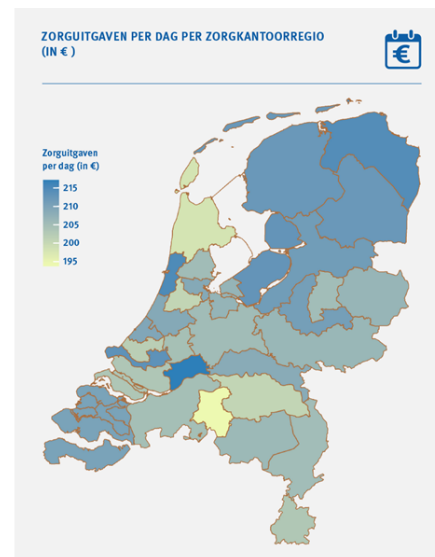 ZORGUITGAVEN PER DAG PER ZORGKANTOORREGIO
(IN € )
€
Zorguitgaven
per dag (in €)
215
210
205
200
195